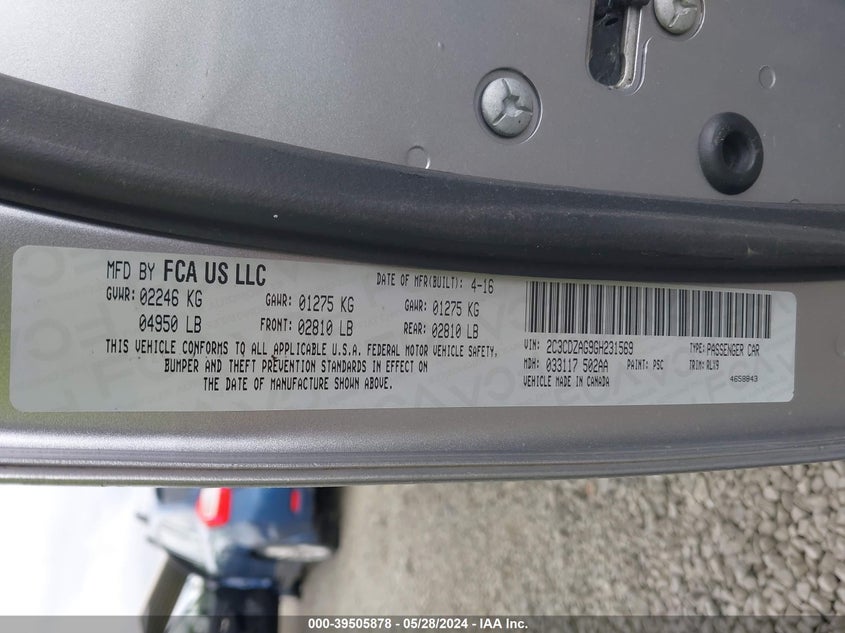 MFD BY FCA US LLC
DATE OF MFR(BUILT): 4-16
GVWR: 02246 KG
04950 LB
GAWR: 01275 KG
FRONT: 02810 LB
GAWR: 01275 KG
REAR: 02810 LB
THIS VEHICLE CONFORMS TO ALL APPLICABLE U.S.A. FEDERAL MOTOR VEHICLE SAFETY,
BUMPER AND THEFT PREVENTION STANDARDS IN EFFECT ON
THE DATE OF MANUFACTURE SHOWN ABOVE.
VIN: 2C3CDZAG9GH231569
TYPE: PASSENGER CAR
MDH: 033117 502AA
PAINT: PSC
TRIM: RLX9
VEHICLE MADE IN CANADA
4658843
000-39505878 / 05/28/2024 - IAA Inc.